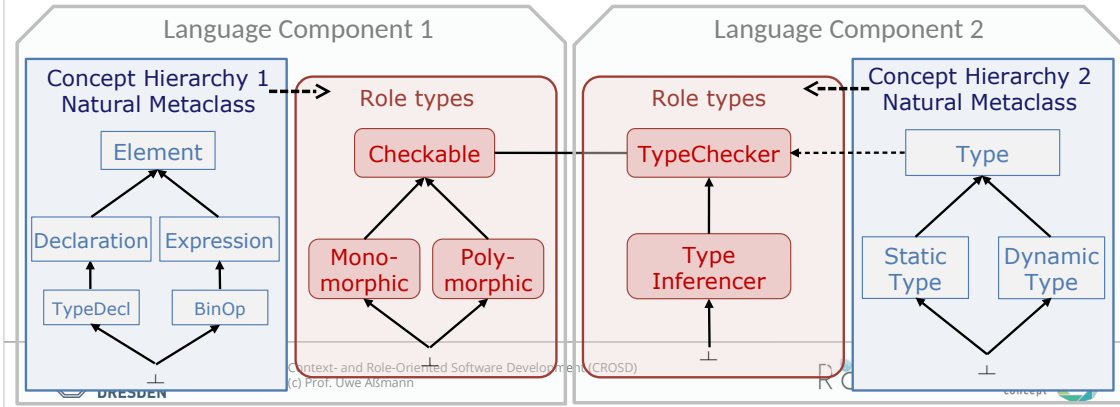 Language Component 1
Language Component 2
Concept Hierarchy 1
Natural Metaclass
Role types
Role types
Concept Hierarchy 2
Natural Metaclass
Element
Checkable
TypeChecker
Type
Declaration
Expression
Mono-
morphic
Poly-
morphic
Type
Inferencer
Static
Type
Dynamic
Type
TypeDecl
BinOp
⊥
⊥
⊥
⊥
Context- and Role-Oriented Software Development (CROSD)
(c) Prof. Uwe Aßmann
DRESDEN
concept